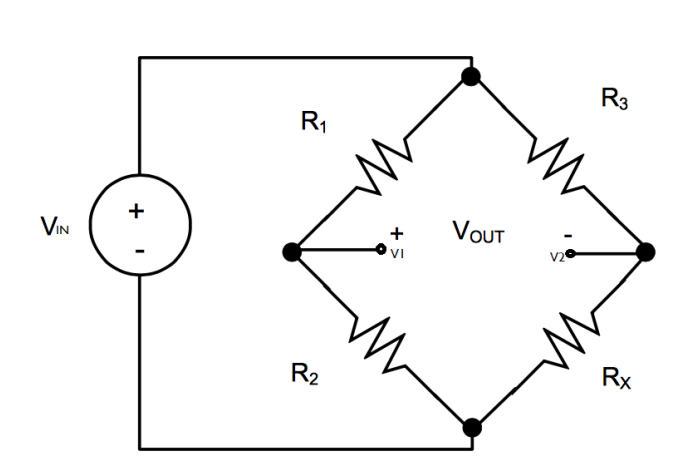 R3
R1
+
VIN
-
+
V1
VOUT
-
V2
R2
RX